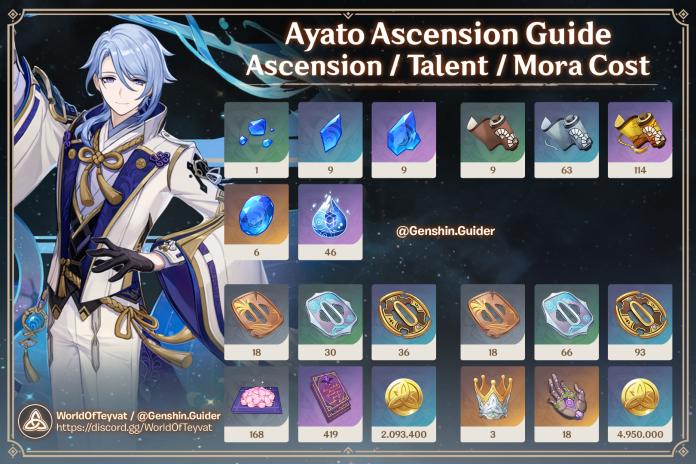 Ayato Ascension Guide
Ascension / Talent / Mora Cost
1 9 9 9 63 114
6 46
@Genshin.Guider
18 30 36 18 66 93
168 419 2.093.400 3 18 4.950.000
WorldOfTeyvat / @Genshin.Guider
https://discord.gg/WorldOfTeyvat